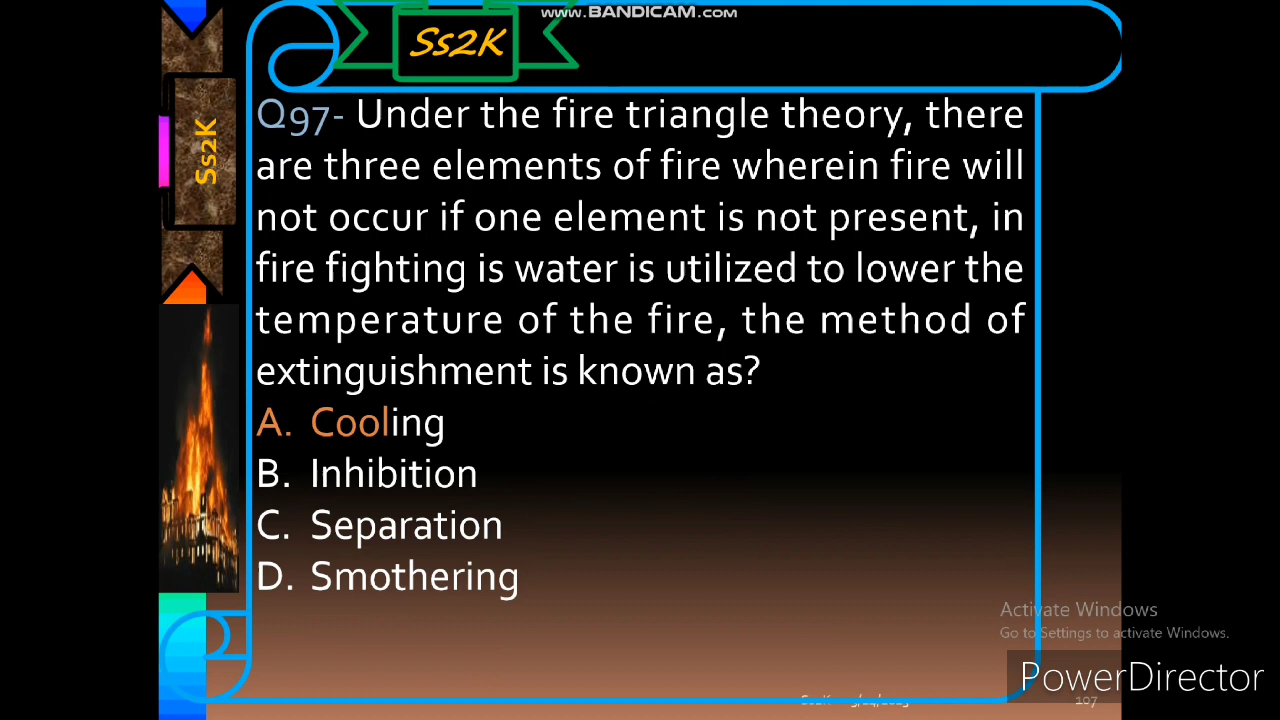 www.BANDICAM.com
Ss2K
Ss2K
Q97- Under the fire triangle theory, there
are three elements of fire wherein fire will
not occur if one element is not present, in
fire fighting is water is utilized to lower the
temperature of the fire, the method of
extinguishment is known as?
A. Cooling
B. Inhibition
C. Separation
D. Smothering
Activate Windows
Go to Settings to activate Windows.
PowerDirector
Ss2K
107